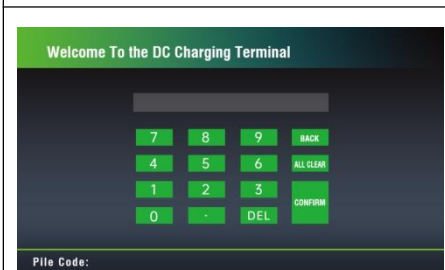 Welcome To the DC Charging Terminal
7 8 9 BACK
4 5 6 ALL CLEAR
1 2 3 CONFIRM
0 . DEL
Pile Code: